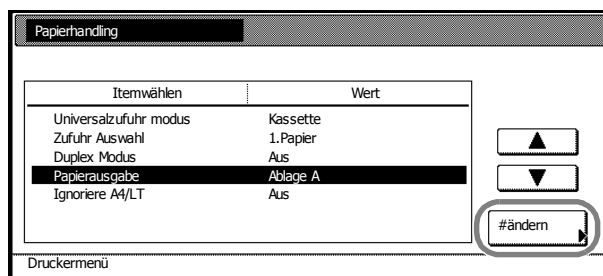 Papierhandling
Itemwählen Wert
Universalzufuhr modus Kassette
Zufuhr Auswahl 1.Papier
Duplex Modus Aus
Papierausgabe Ablage A
Ignoriere A4/LT Aus
#ändern
Druckermenü